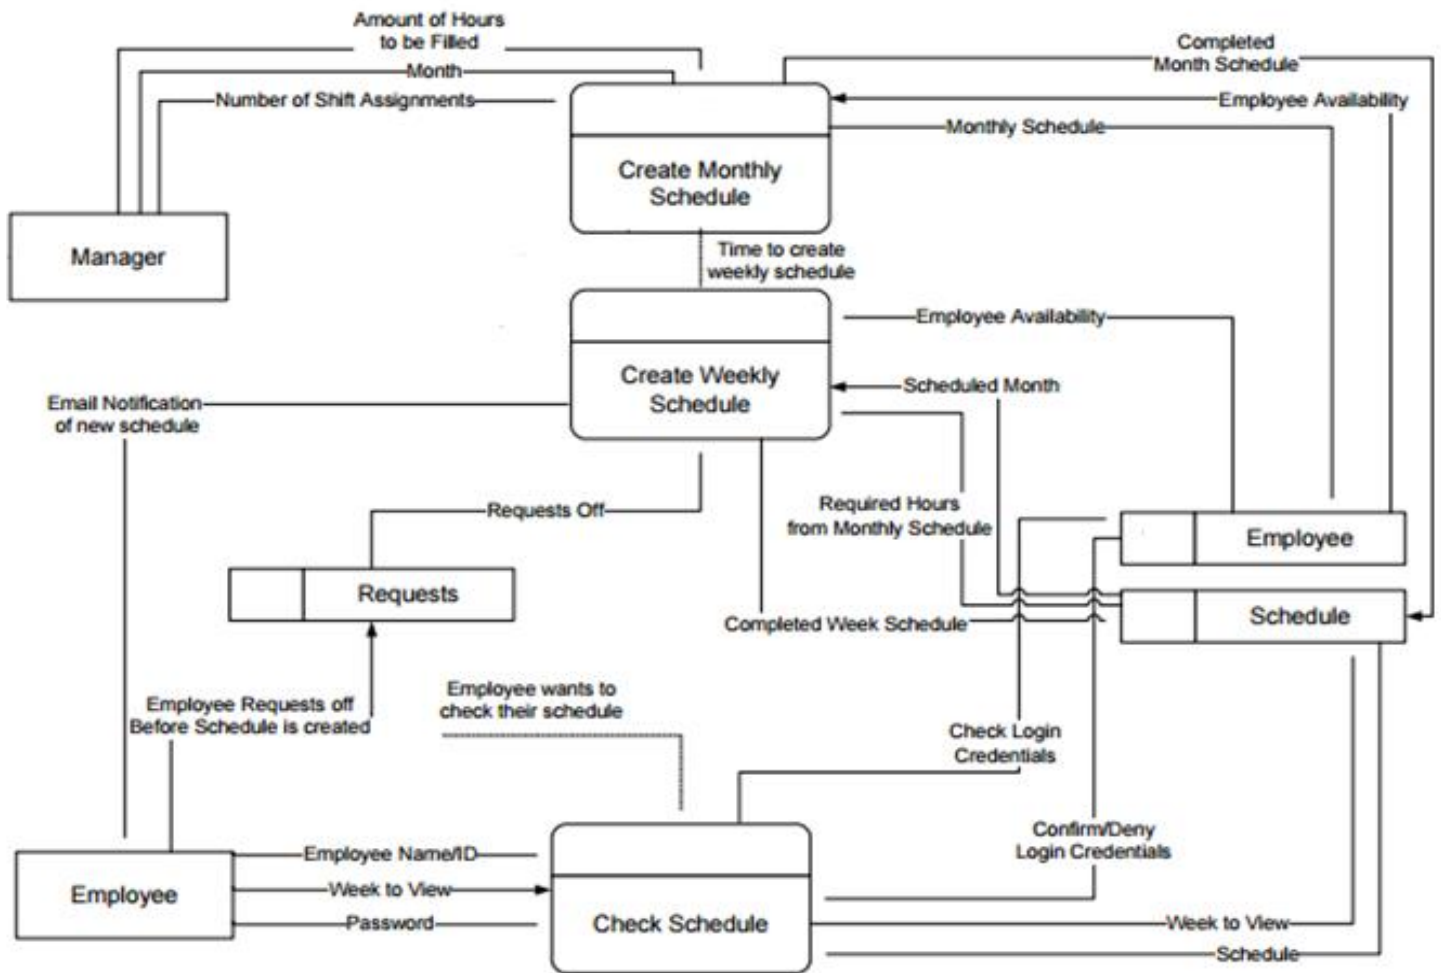 Amount of Hours
to be Filled
Month
Number of Shift Assignments
Completed
Month Schedule
Employee Availability
Monthly Schedule
Create Monthly
Schedule
Manager
Time to create
weekly schedule
Employee Availability
Create Weekly
Schedule
Scheduled Month
Email Notification
of new schedule
Requests Off
Required Hours
from Monthly Schedule
Employee
Requests
Schedule
Completed Week Schedule
Employee Requests off
Before Schedule is created
Employee wants to
check their schedule
Check Login
Credentials
Confirm/Deny
Login Credentials
Employee Name/ID
Week to View
Password
Employee
Check Schedule
Week to View
Schedule